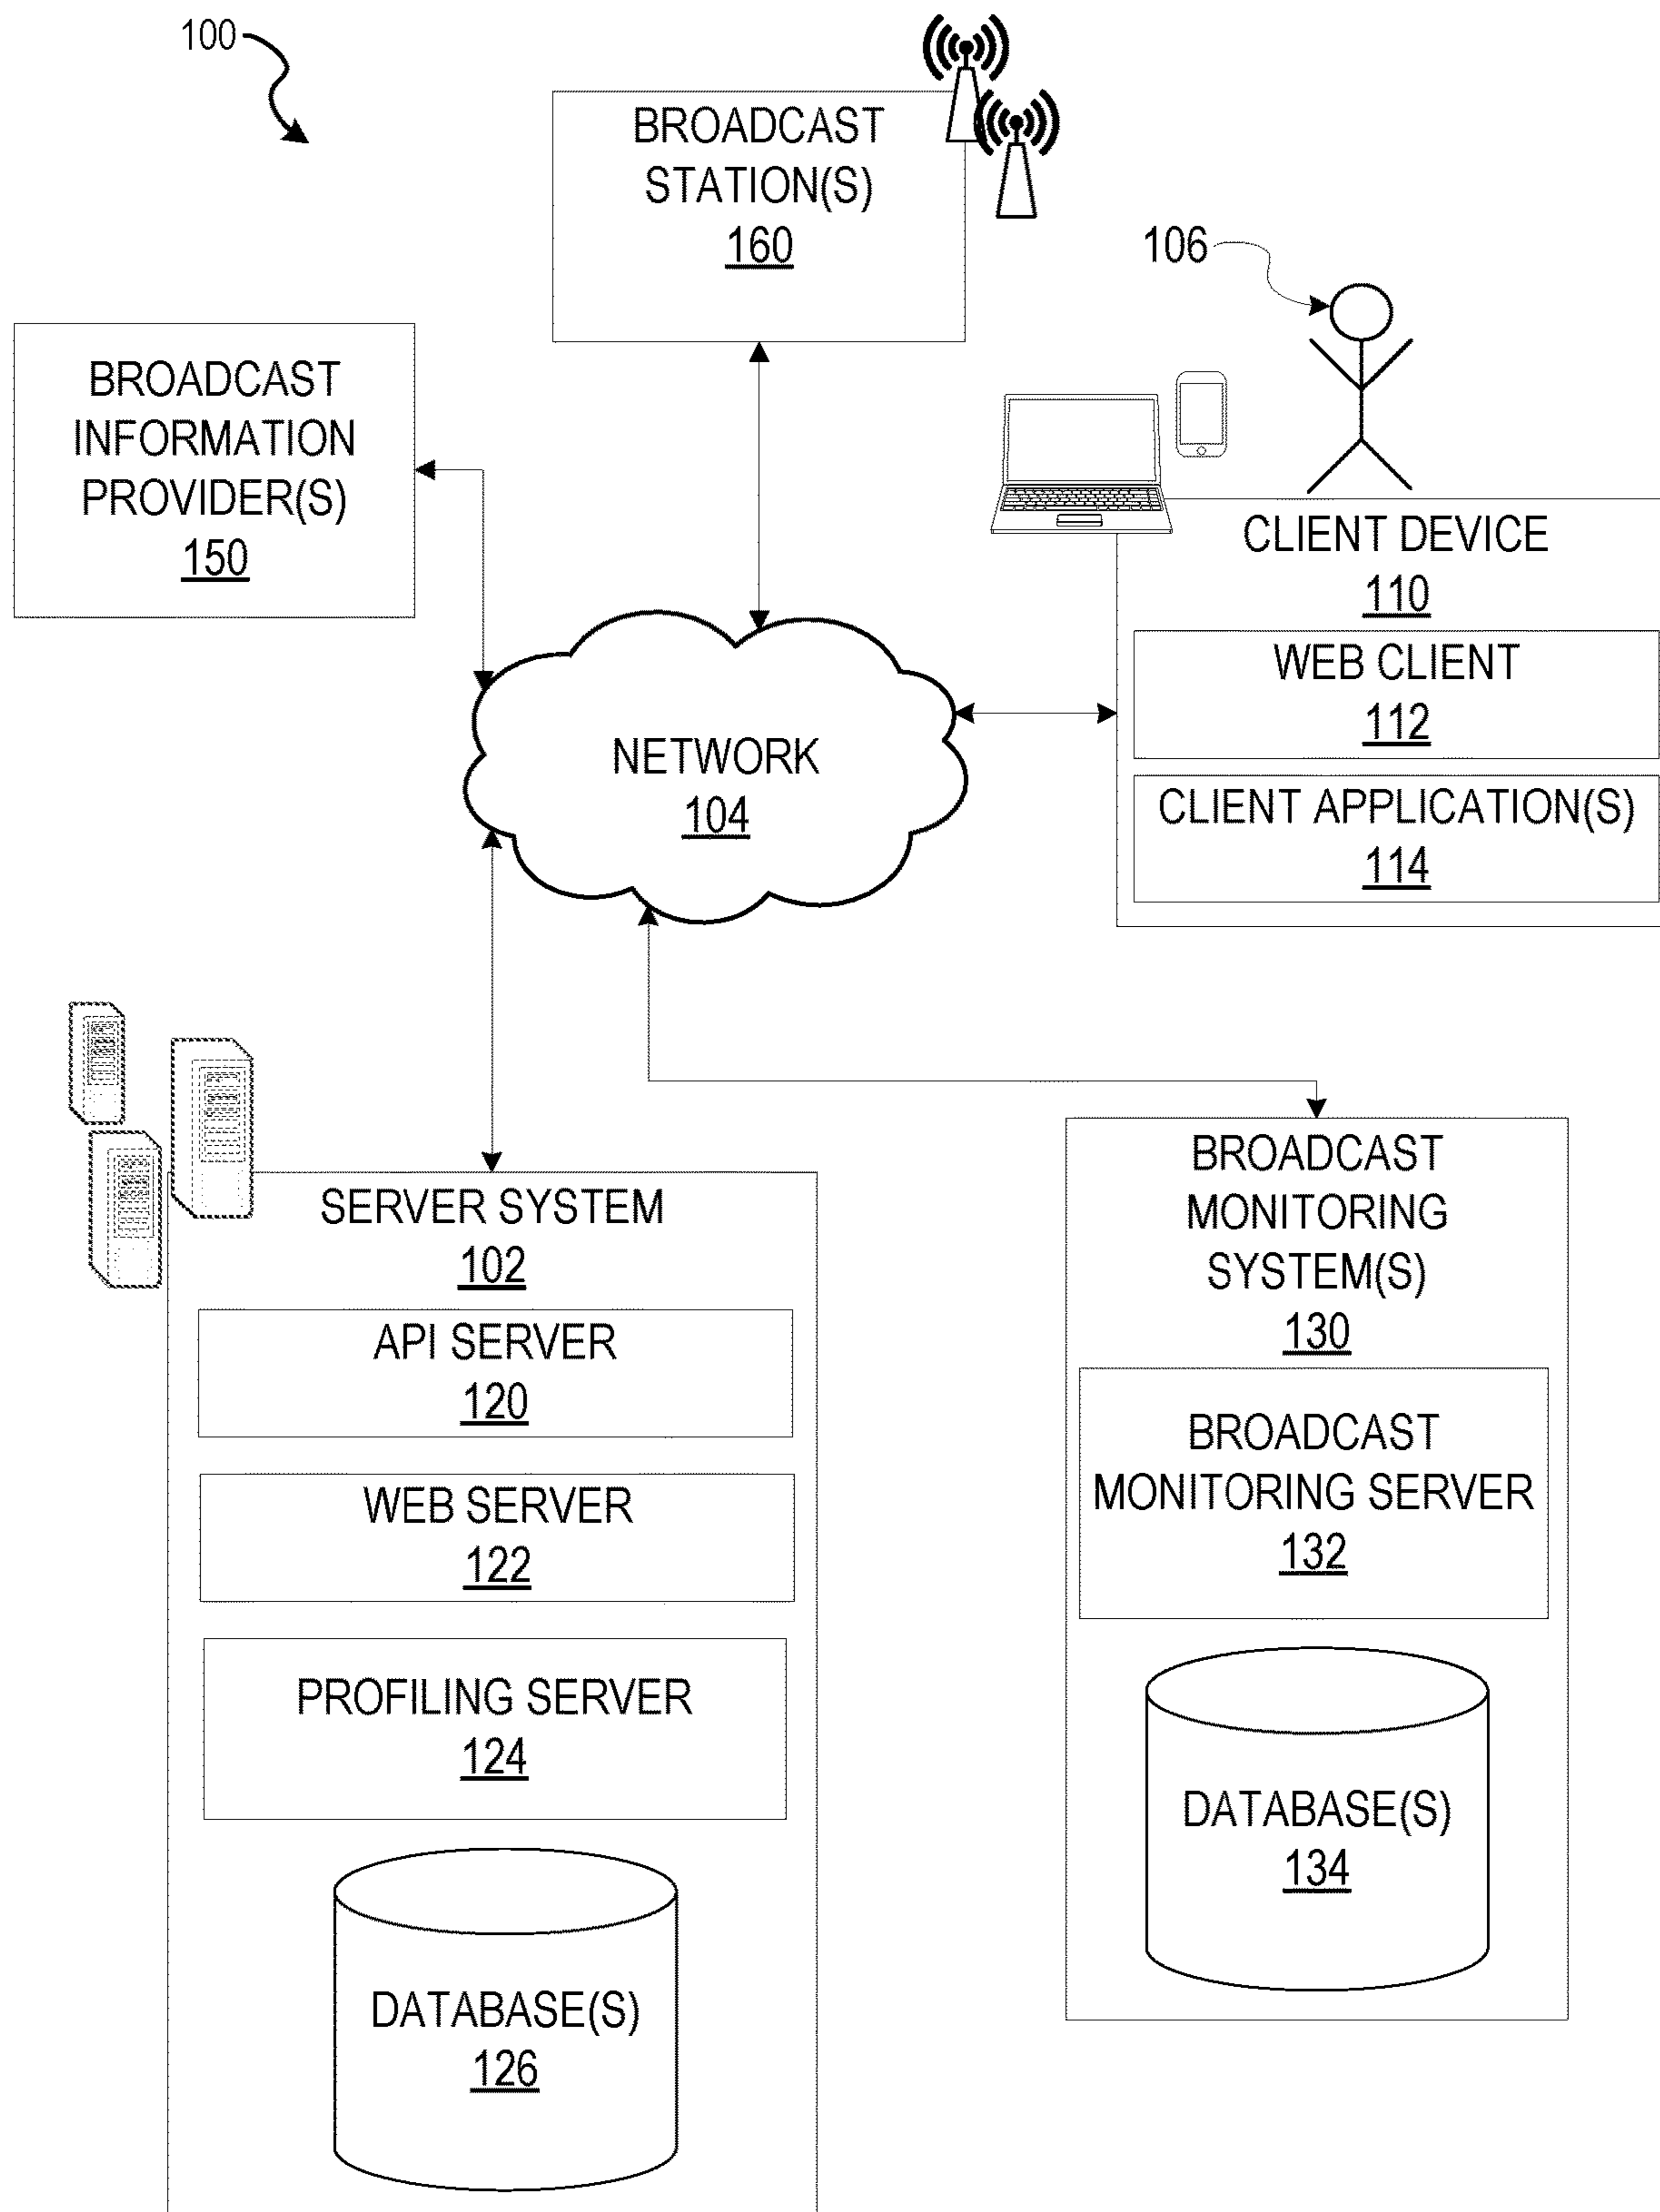 100
BROADCAST
STATION(S)
160
106
BROADCAST
INFORMATION
PROVIDER(S)
150
CLIENT DEVICE
110
WEB CLIENT
112
CLIENT APPLICATION(S)
114
NETWORK
104
SERVER SYSTEM
102
API SERVER
120
WEB SERVER
122
PROFILING SERVER
124
DATABASE(S)
126
BROADCAST
MONITORING
SYSTEM(S)
130
BROADCAST
MONITORING SERVER
132
DATABASE(S)
134